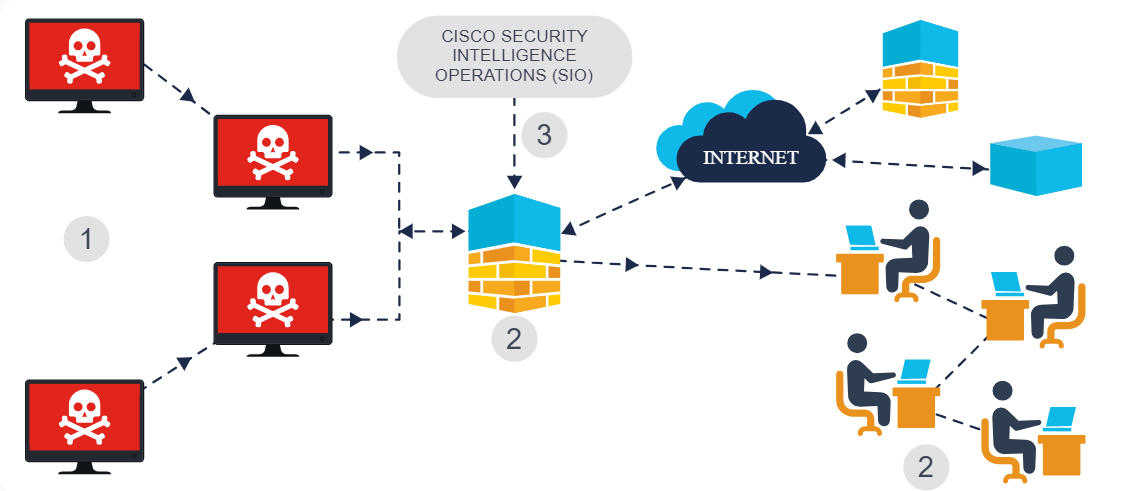 CISCO SECURITY
INTELLIGENCE
OPERATIONS (SIO)
3
INTERNET
1
2
2